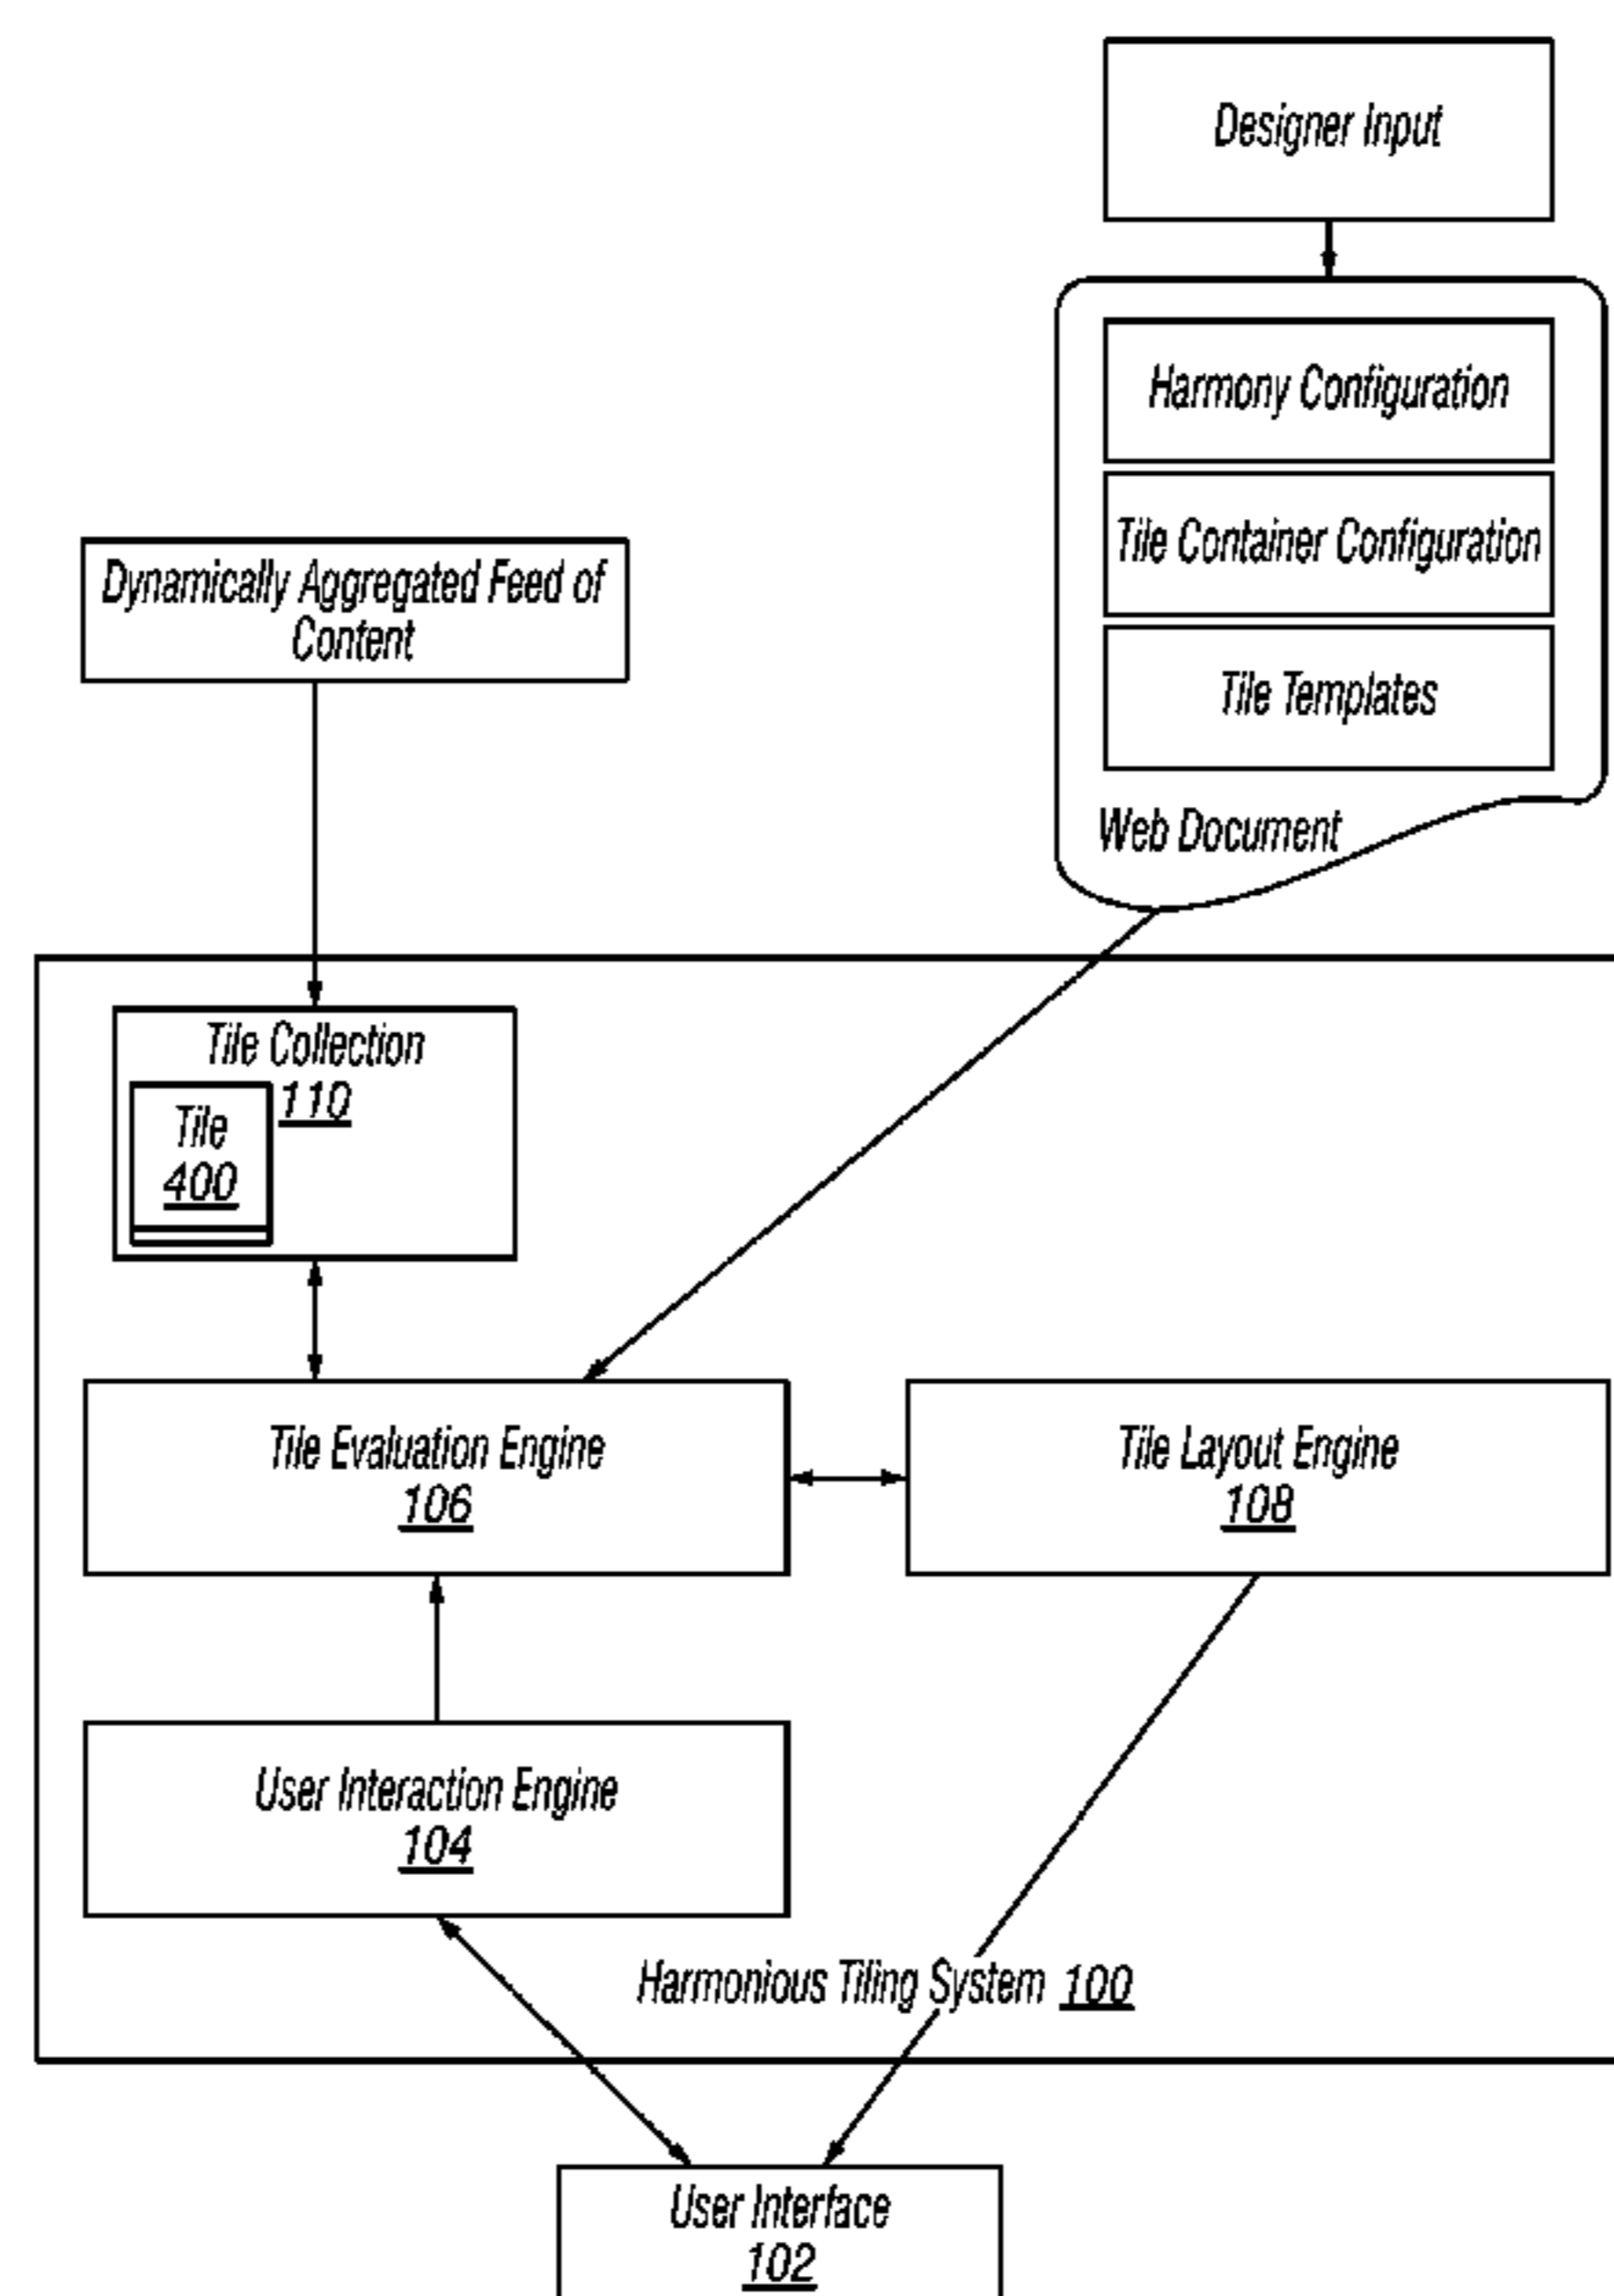 Designer Input
Harmony Configuration
Tile Container Configuration
Tile Templates
Web Document
Dynamically Aggregated Feed of
Content
Tile Collection
110
Tile
400
Tile Evaluation Engine
106
Tile Layout Engine
108
User Interaction Engine
104
Harmonious Tiling System 100
User Interface
102